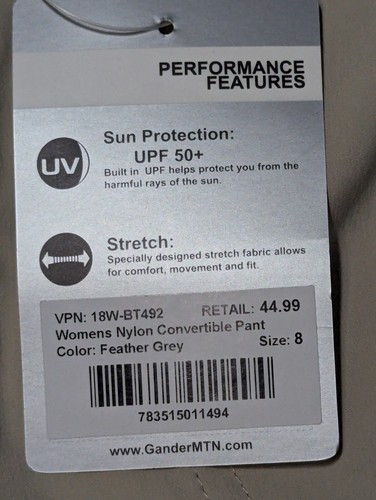 PERFORMANCE
FEATURES
UV
Sun Protection:
UPF 50+
Built in UPF helps protect you from the
harmful rays of the sun.
Stretch:
Specially designed stretch fabric allows
for comfort, movement and fit.
VPN: 18W-BT492 RETAIL: 44.99
Womens Nylon Convertible Pant
Color: Feather Grey Size: 8
783515011494
www.GanderMTN.com